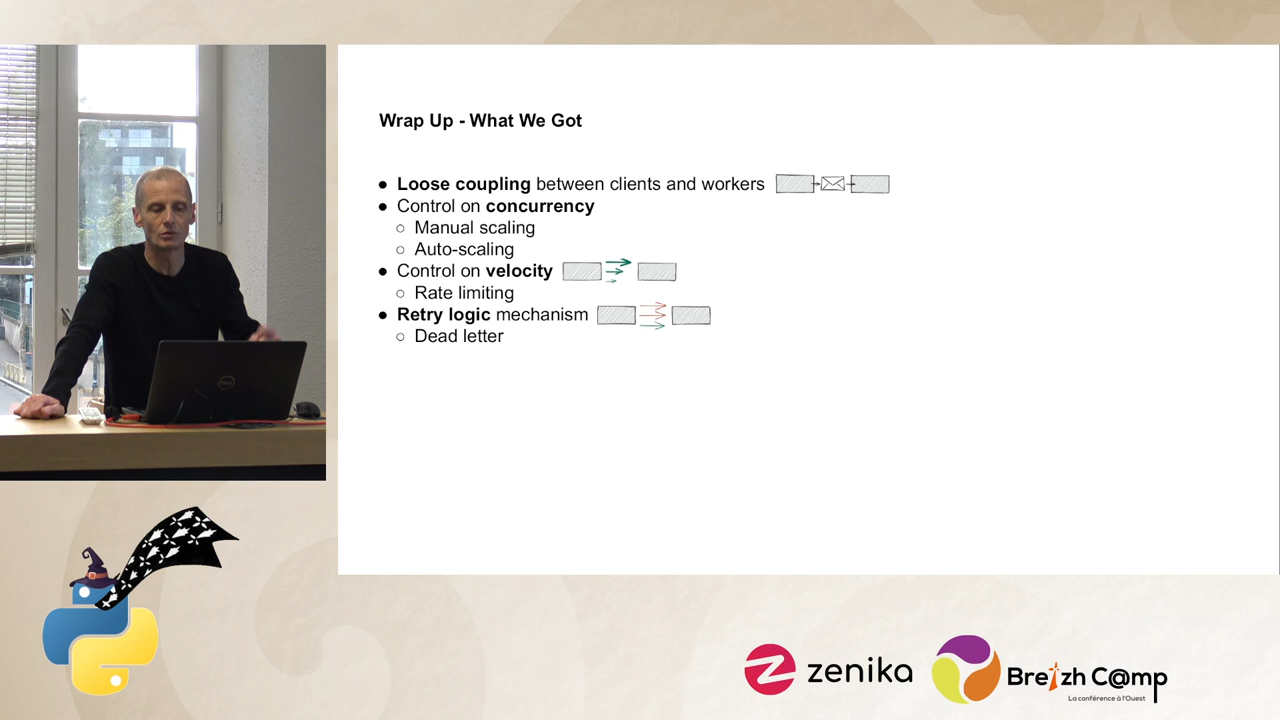 Wrap Up - What We Got
● Loose coupling between clients and workers
● Control on concurrency
○ Manual scaling
○ Auto-scaling
● Control on velocity
○ Rate limiting
● Retry logic mechanism
○ Dead letter
DELL
zenika
Breizh C@mp
La conférence à l'Ouest